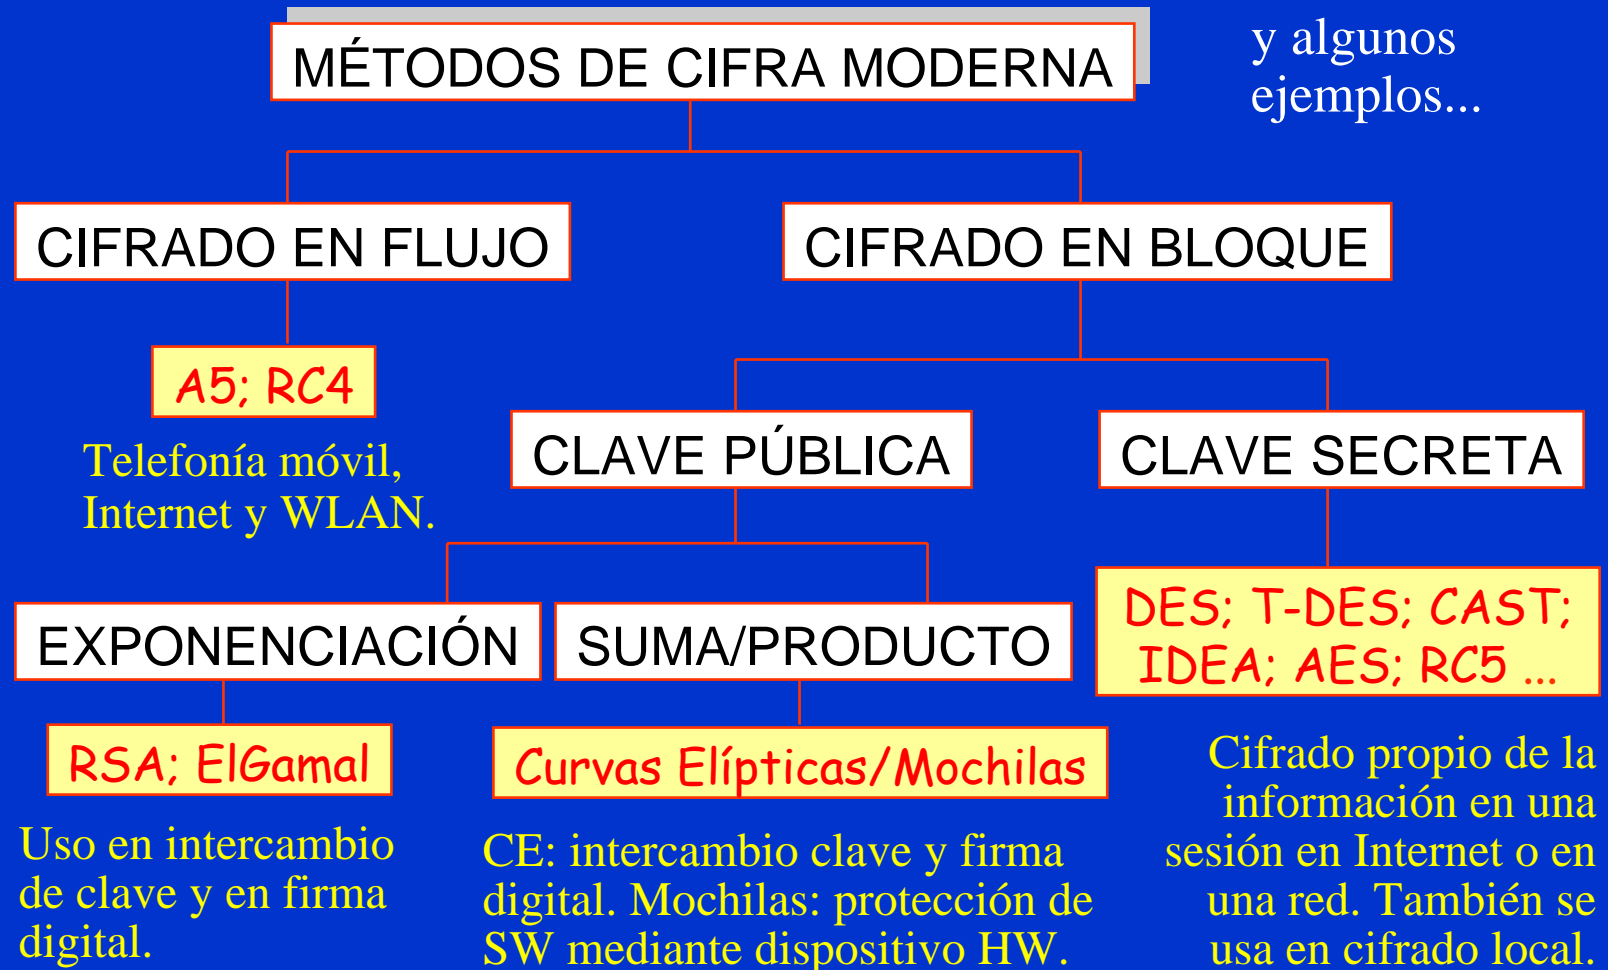 MÉTODOS DE CIFRA MODERNA
y algunos
ejemplos...
CIFRADO EN FLUJO
CIFRADO EN BLOQUE
A5; RC4
Telefonía móvil,
Internet y WLAN.
CLAVE PÚBLICA
CLAVE SECRETA
EXPONENCIACIÓN
SUMA/PRODUCTO
DES; T-DES; CAST;
IDEA; AES; RC5 ...
RSA; ElGamal
Curvas Elípticas/Mochilas
Uso en intercambio
de clave y en firma
digital.
CE: intercambio clave y firma
digital. Mochilas: protección de
SW mediante dispositivo HW.
Cifrado propio de la
información en una
sesión en Internet o en
una red. También se
usa en cifrado local.